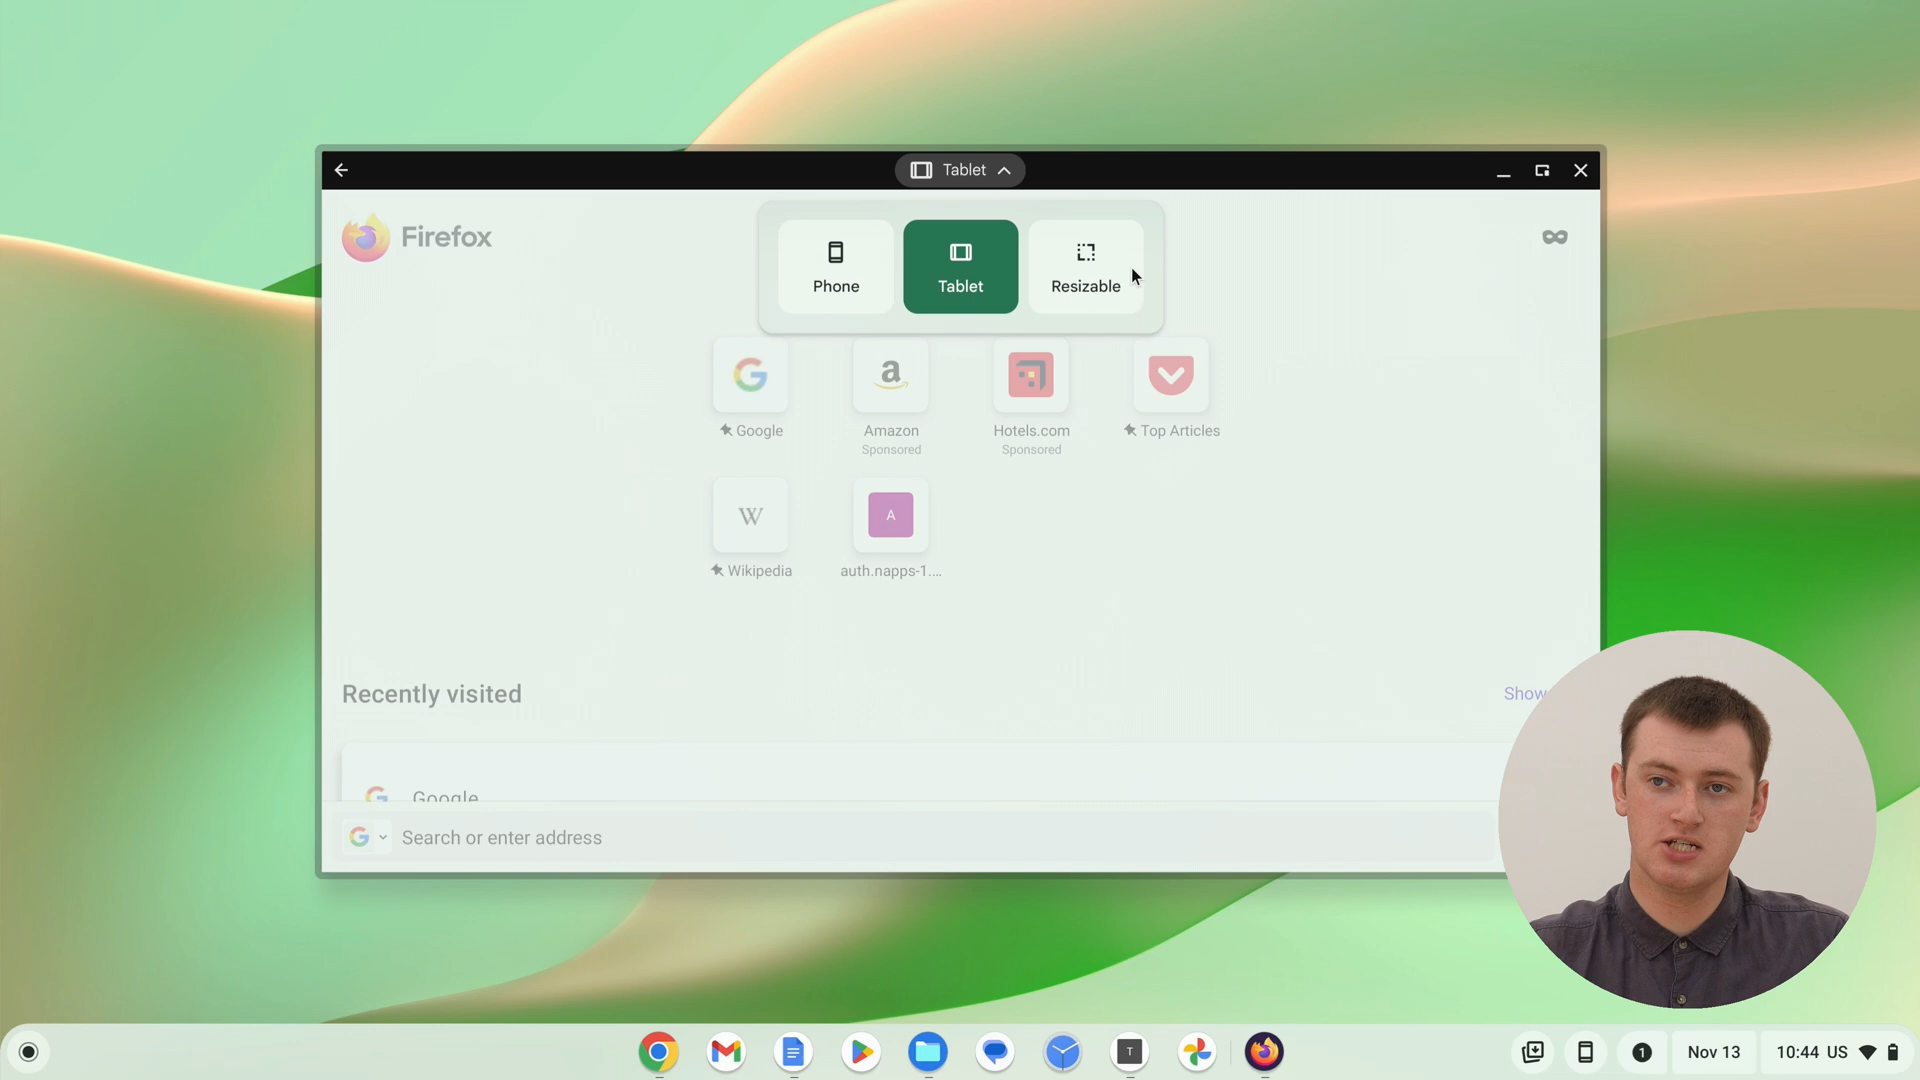 Tablet
Firefox
Phone
Tablet
Resizable
a
Google
Amazon
Hotels.com
Top Articles
Sponsored
Sponsored
W
A
Wikipedia
auth.napps-1....
Recently visited
Show
Google
Search or enter address
T
1
Nov 13
10:44 US